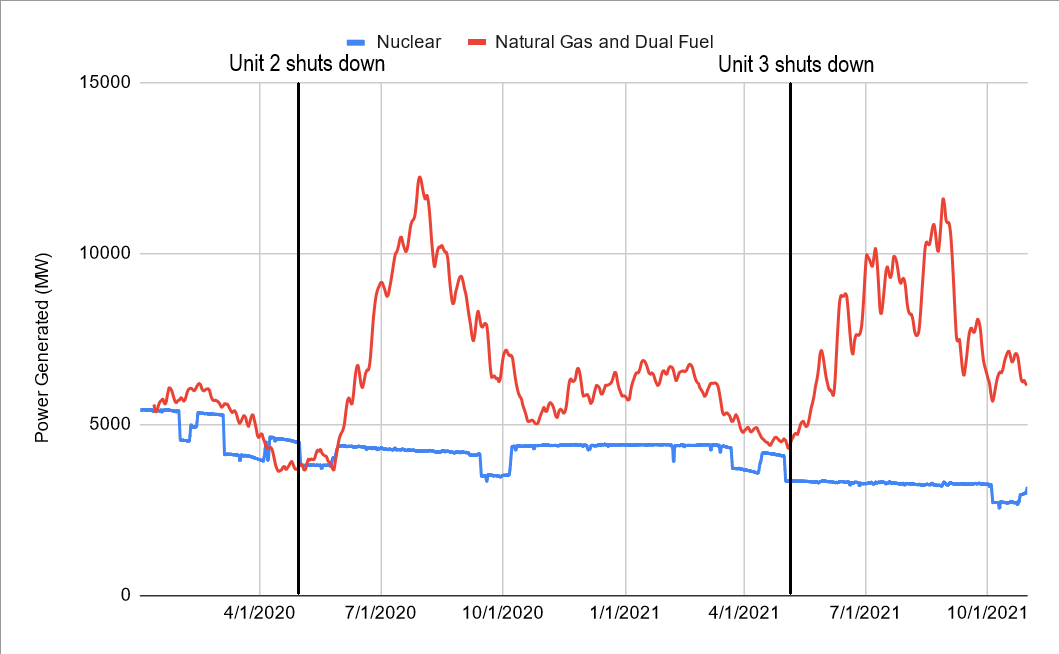 Nuclear
Natural Gas and Dual Fuel
Unit 2 shuts down
Unit 3 shuts down
15000
10000
5000
0
Power Generated (MW)
4/1/2020
7/1/2020
10/1/2020
1/1/2021
4/1/2021
7/1/2021
10/1/2021